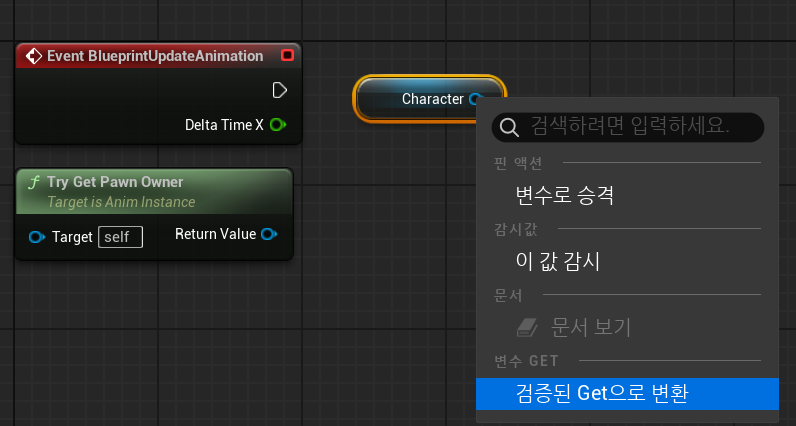 Event BlueprintUpdateAnimation
Delta Time X
Try Get Pawn Owner
Target is Anim Instance
Target self
Return Value
Character
검색하려면 입력하세요.
핀 액션
변수로 승격
감시값
이 값 감시
문서
문서 보기
변수 GET
검증된 Get으로 변환